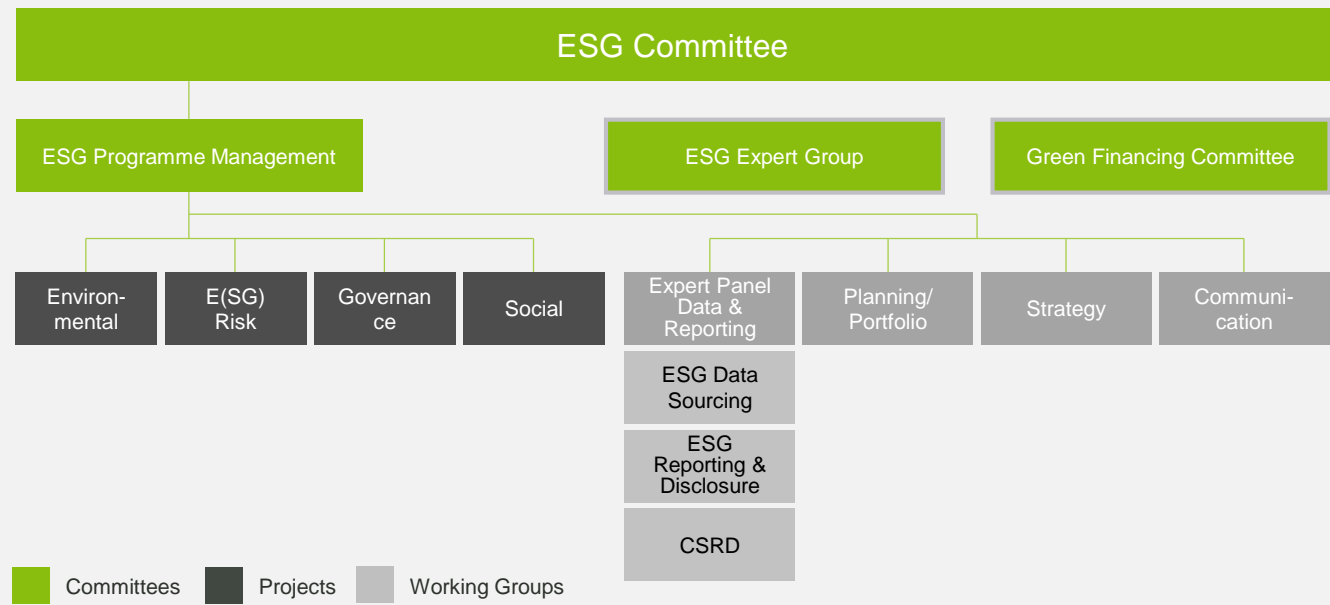 ESG Committee
ESG Programme Management
ESG Expert Group
Green Financing Committee
Environ-
mental
E(SG)
Risk
Governan
ce
Social
Expert Panel
Data &
Reporting
Planning/
Portfolio
Strategy
Communi-
cation
ESG Data
Sourcing
ESG
Reporting &
Disclosure
CSRD
Committees
Projects
Working Groups